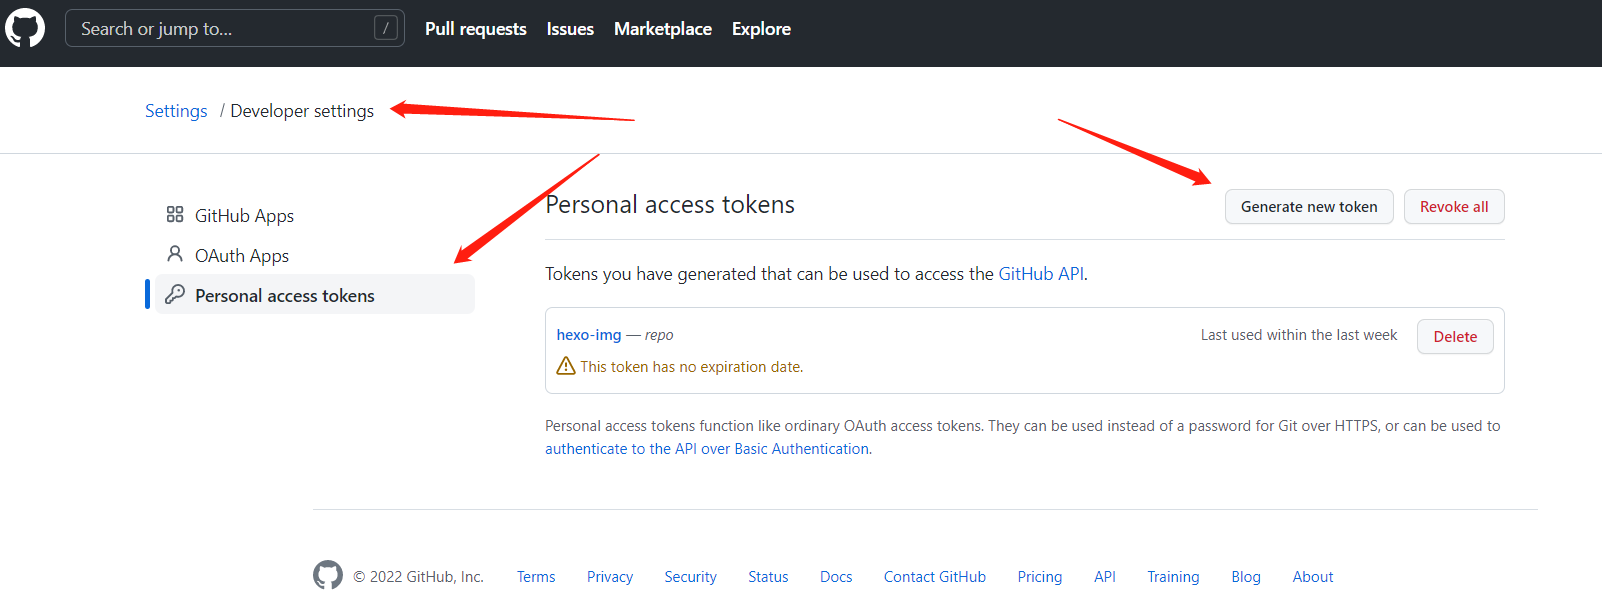 Search or jump to... /
Pull requests Issues Marketplace Explore
Settings / Developer settings
GitHub Apps
OAuth Apps
Personal access tokens
Personal access tokens
Generate new token Revoke all
Tokens you have generated that can be used to access the GitHub API.
hexo-img — repo Last used within the last week Delete
This token has no expiration date.
Personal access tokens function like ordinary OAuth access tokens. They can be used instead of a password for Git over HTTPS, or can be used to
authenticate to the API over Basic Authentication.
© 2022 GitHub, Inc. Terms Privacy Security Status Docs Contact GitHub Pricing API Training Blog About